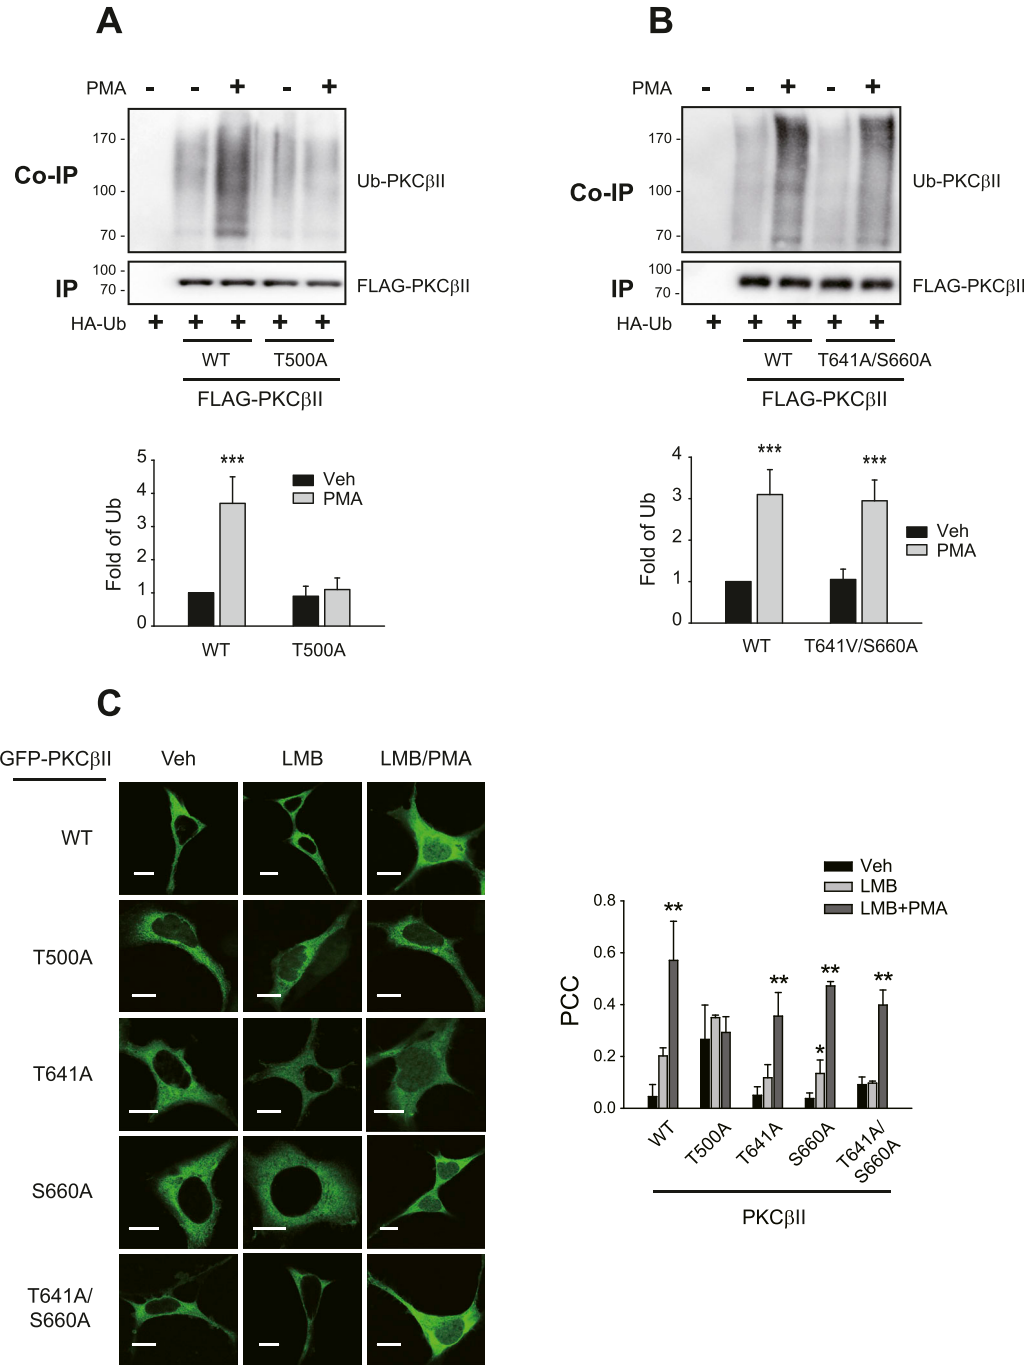 A
PMA - - + - +
170 -
Co-IP
100 -
Ub-PKCβII
70 -
100 -
IP
70 -
FLAG-PKCβII
HA-Ub + + + + +
WT T500A
FLAG-PKCβII
5
4
3
2
1
0
Fold of Ub
***
Veh
PMA
WT T500A
B
PMA - - + - +
170 -
Co-IP
100 -
Ub-PKCβII
70 -
100 -
IP
70 -
FLAG-PKCβII
HA-Ub + + + + +
WT T641A/S660A
FLAG-PKCβII
4
3
2
1
0
Fold of Ub
*** ***
Veh
PMA
WT T641V/S660A
C
GFP-PKCβII Veh LMB LMB/PMA
WT
T500A
T641A
S660A
T641A/
S660A
Veh
LMB
LMB+PMA
0.8
0.6
0.4
0.2
0.0
PCC
** ** * ** **
WT T500A T641A S660A T641A/
S660A
PKCβII